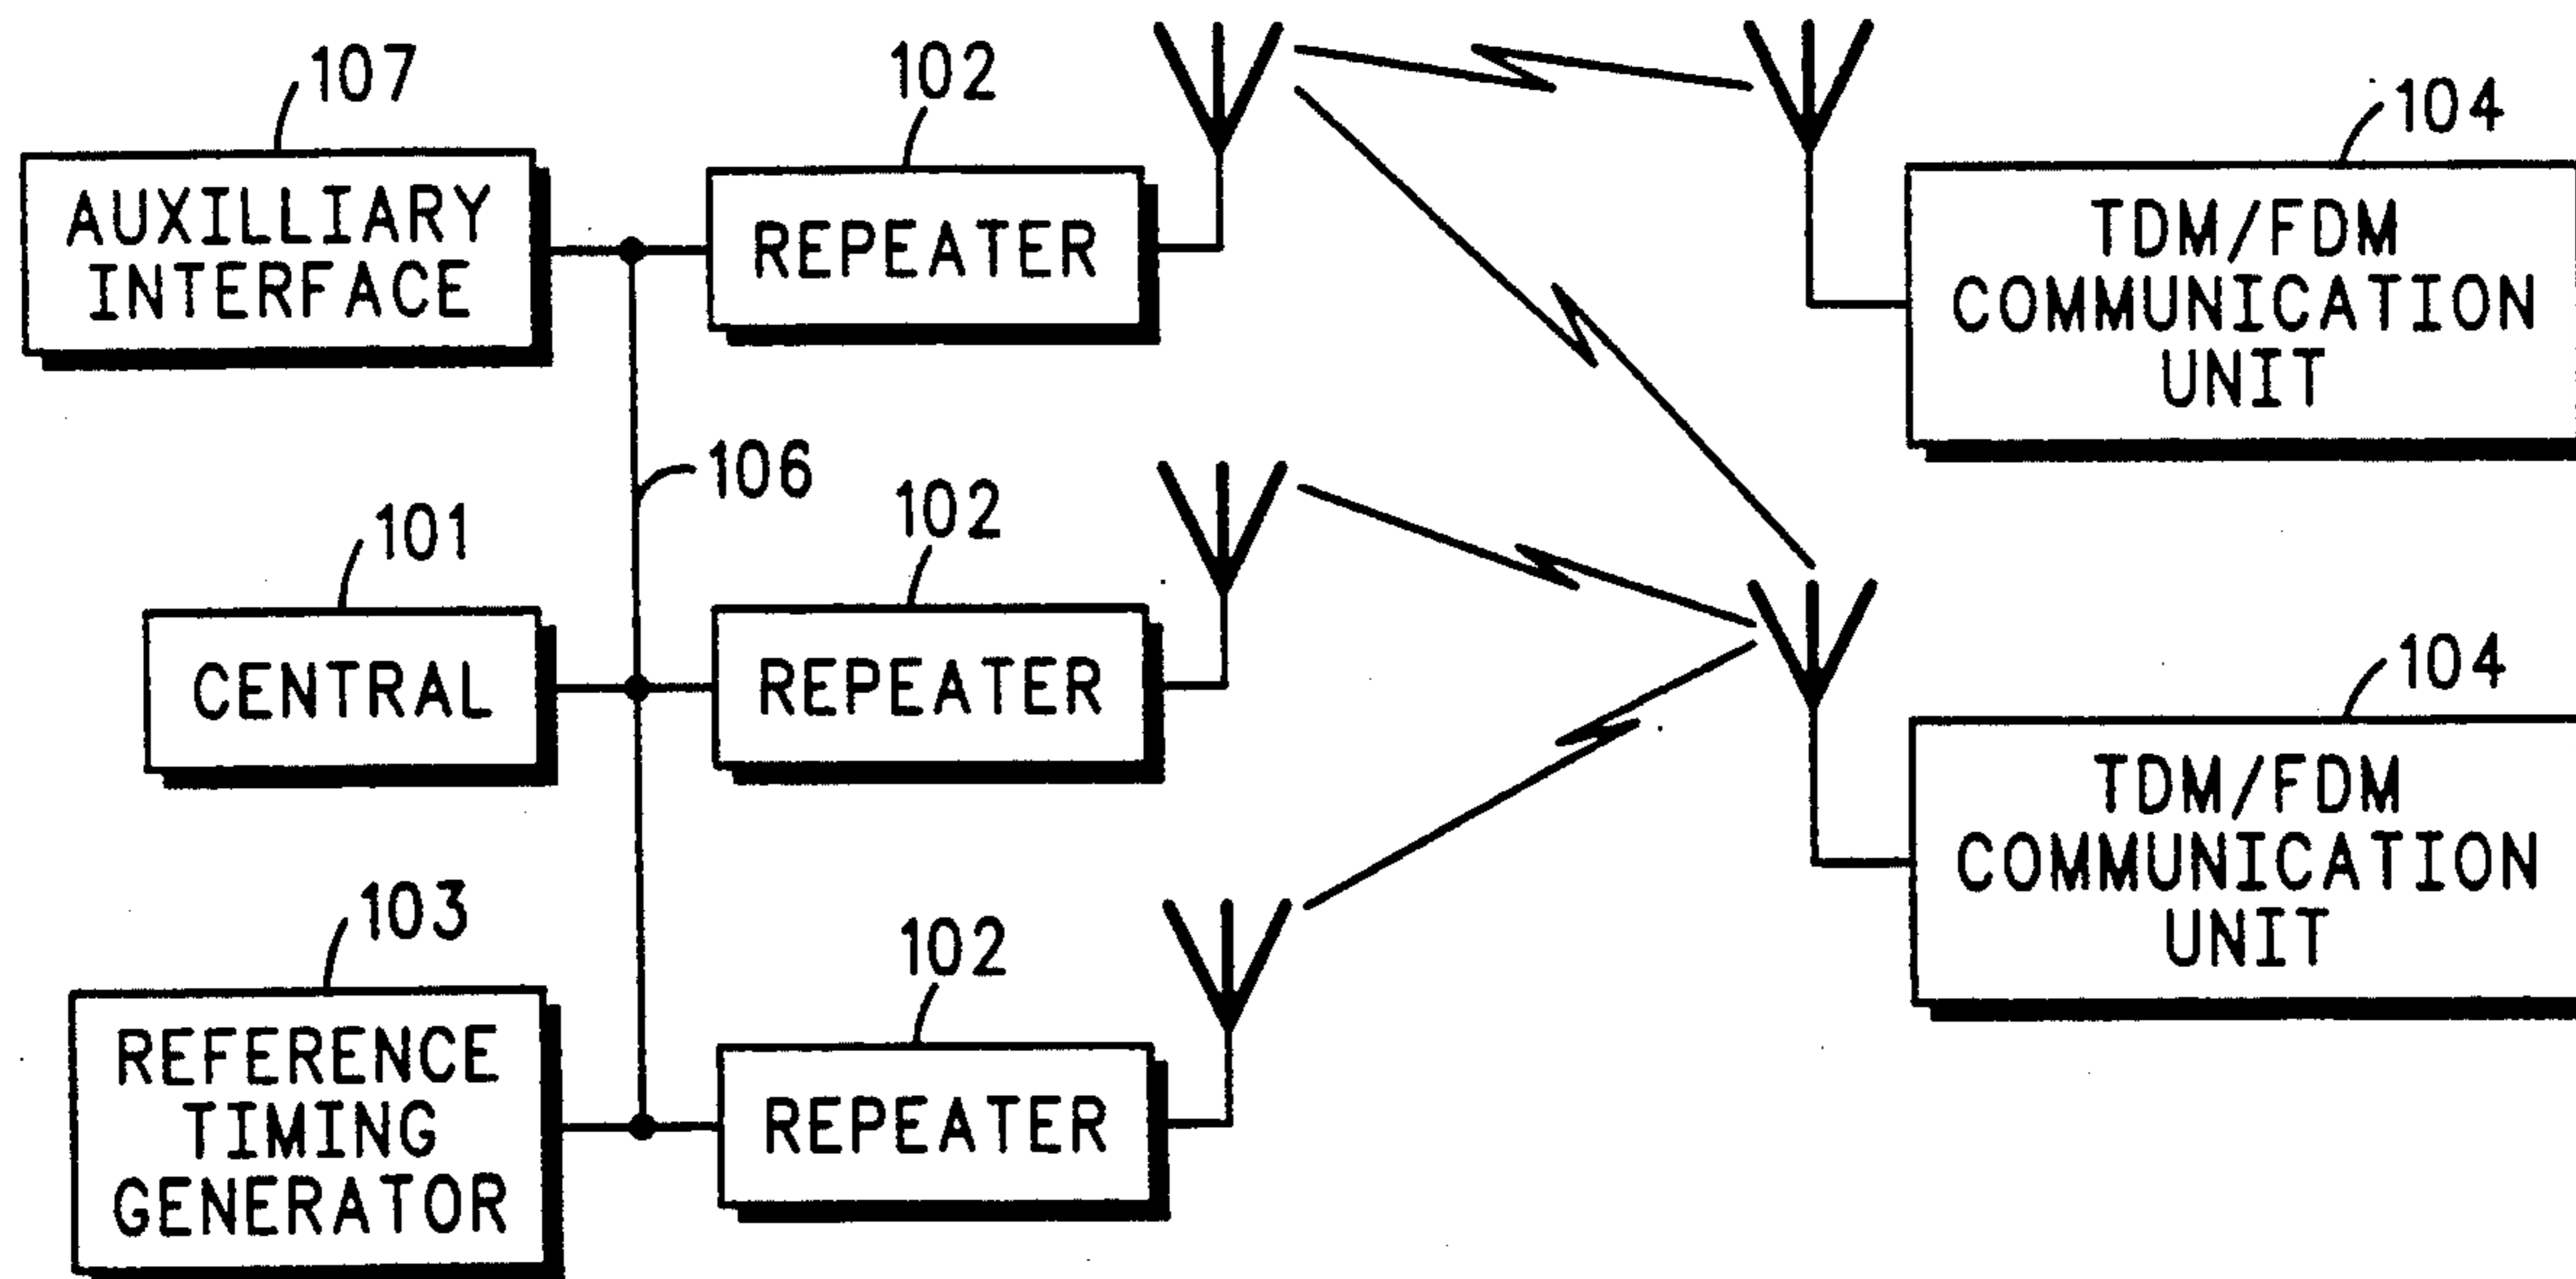 107
AUXILLIARY
INTERFACE
102
REPEATER
104
TDM/FDM
COMMUNICATION
UNIT
106
101
CENTRAL
102
REPEATER
104
TDM/FDM
COMMUNICATION
UNIT
103
REFERENCE
TIMING
GENERATOR
102
REPEATER